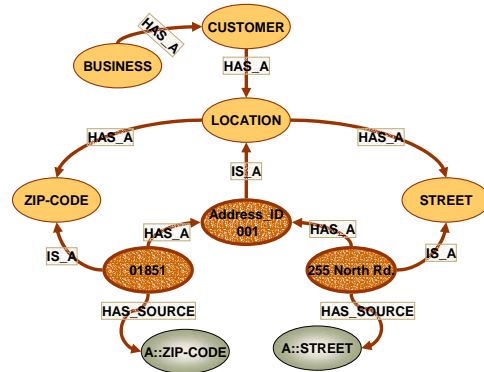 CUSTOMER
HAS_A
BUSINESS
HAS_A
LOCATION
HAS_A
HAS_A
IS_A
ZIP-CODE
STREET
Address_ID
001
HAS_A
HAS_A
IS_A
01851
255 North Rd.
IS_A
HAS_SOURCE
HAS_SOURCE
A::ZIP-CODE
A::STREET